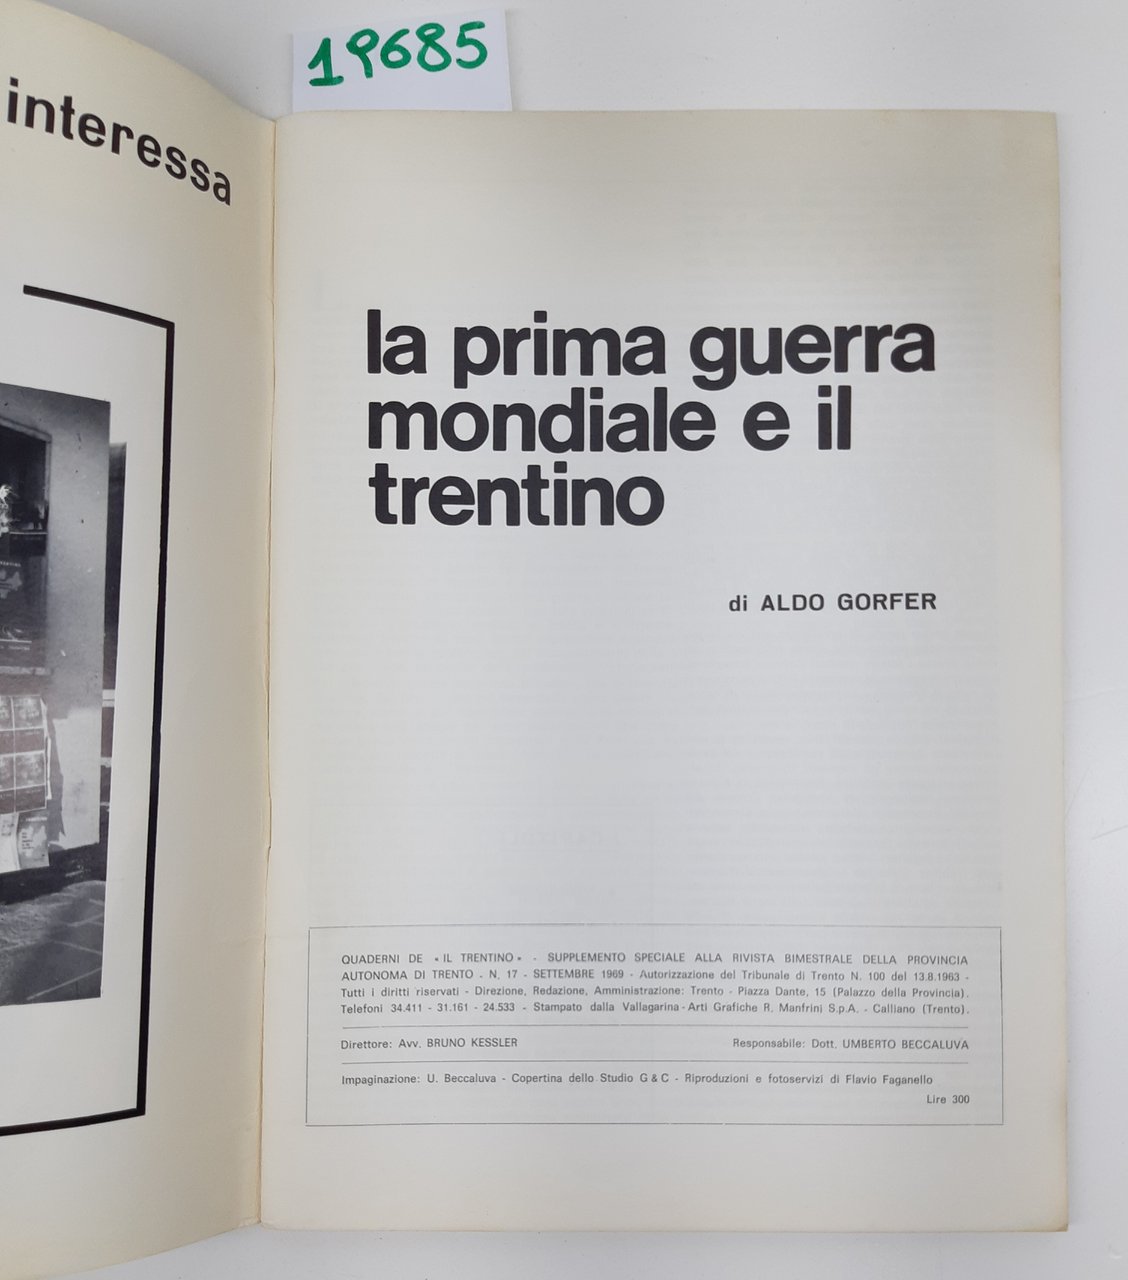 19685
interessa
la prima guerra
mondiale e il
trentino
di ALDO GORFER
QUADERNI DE « IL TRENTINO » - SUPPLEMENTO SPECIALE ALLA RIVISTA BIMESTRALE DELLA PROVINCIA
AUTONOMA DI TRENTO - N. 17 - SETTEMBRE 1969 - Autorizzazione del Tribunale di Trento N. 100 del 13.8.1963 -
Tutti i diritti riservati - Direzione, Redazione, Amministrazione: Trento - Piazza Dante, 15 (Palazzo della Provincia).
Telefoni 34.411 - 31.161 - 24.533 - Stampato dalla Vallagarina - Arti Grafiche R. Manfrini S.p.A. - Calliano (Trento).
Direttore: Avv. BRUNO KESSLER
Responsabile: Dott. UMBERTO BECCALUVA
Impaginazione: U. Beccaluva - Copertina dello Studio G & C - Riproduzioni e fotoservizi di Flavio Faganello
Lire 300